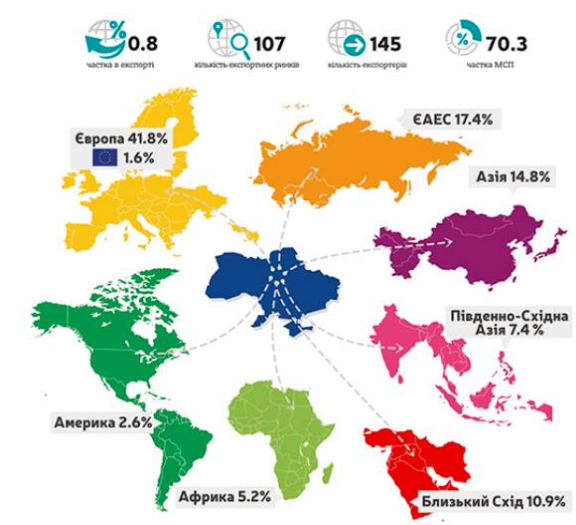 0.8
частка в експорті
107
кількість експортних ринків
145
кількість експортерів
% 70.3
частка МСП
Європа 41.8%
1.6%
ЄАЕС 17.4%
Азія 14.8%
Південно-Східна
Азія 7.4 %
Америка 2.6%
Африка 5.2%
Близький Схід 10.9%